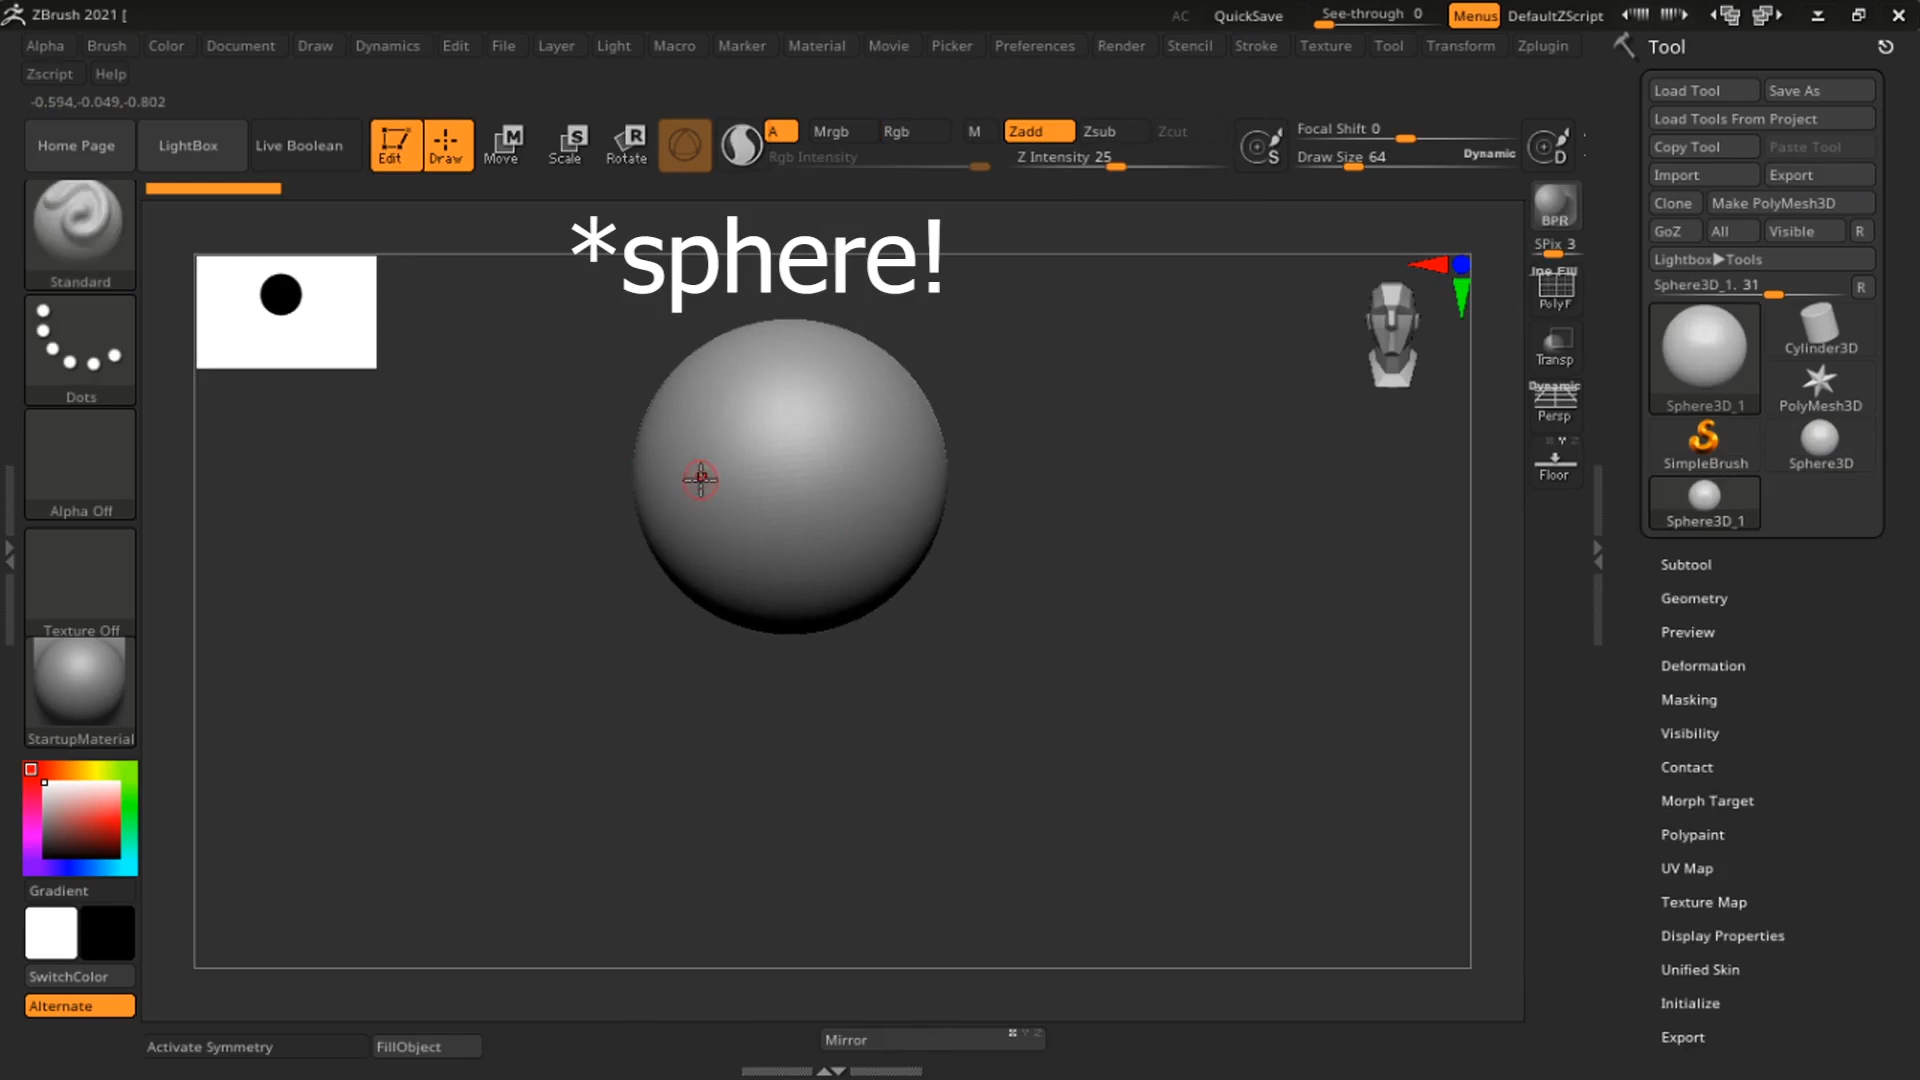 ZBrush 2021 [
AC
QuickSave
See-through 0
Menus
DefaultZScript
Alpha
Brush
Color
Document
Draw
Dynamics
Edit
File
Layer
Light
Macro
Marker
Material
Movie
Picker
Preferences
Render
Stencil
Stroke
Texture
Tool
Transform
Zplugin
Zscript
Help
-0.594,-0.049,-0.802
Home Page
LightBox
Live Boolean
Edit
Draw
M
Move
S
Scale
R
Rotate
A
Mrgb
Rgb
M
Zadd
Zsub
Zcut
Rgb Intensity
Z Intensity 25
S
Focal Shift 0
Draw Size 64
Dynamic
D
Standard
Dots
Alpha Off
Texture Off
StartupMaterial
Gradient
SwitchColor
Alternate
*sphere!
BPR
SPix 3
Line Fill
PolyF
Transp
Dynamic
Persp
Floor
Tool
Load Tool
Save As
Load Tools From Project
Copy Tool
Paste Tool
Import
Export
Clone
Make PolyMesh3D
GoZ
All
Visible
R
Lightbox▶Tools
Sphere3D_1. 31
R
Sphere3D_1
Cylinder3D
PolyMesh3D
SimpleBrush
Sphere3D
Sphere3D_1
Subtool
Geometry
Preview
Deformation
Masking
Visibility
Contact
Morph Target
Polypaint
UV Map
Texture Map
Display Properties
Unified Skin
Initialize
Export
Activate Symmetry
FillObject
Mirror